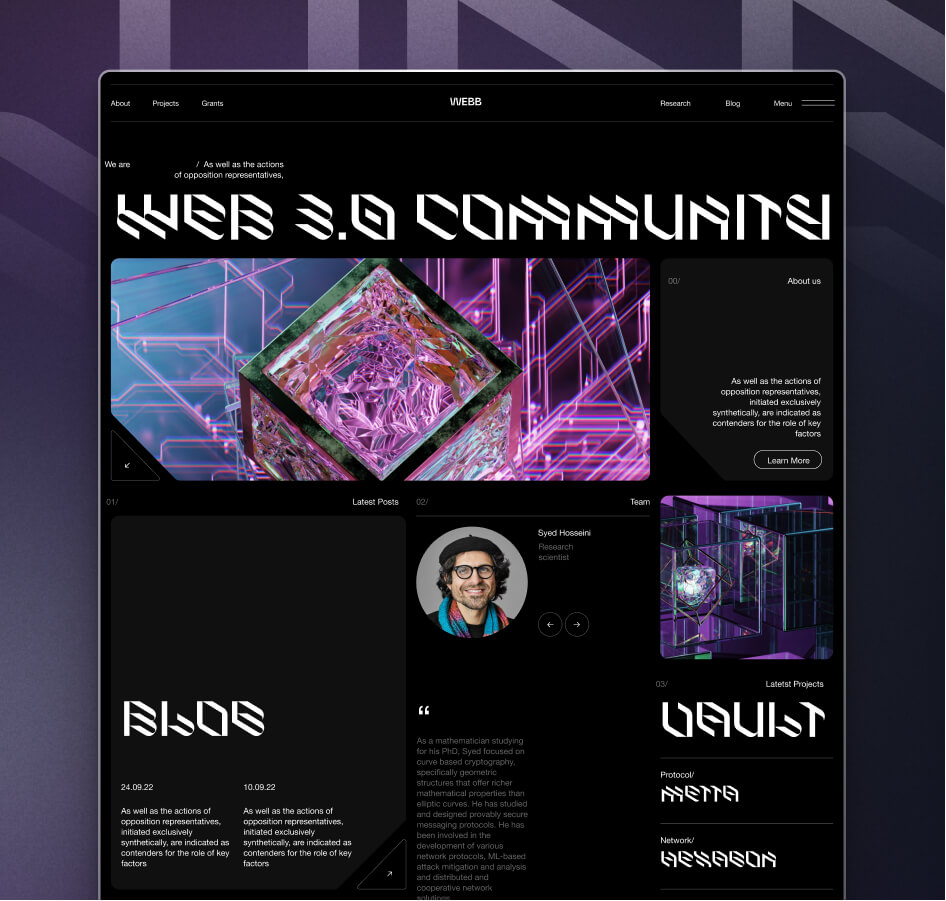 About Projects Grants WEBB Research Blog Menu
We are / As well as the actions
of opposition representatives,
WEB 3.0 COMMUNITY
00/ About us
As well as the actions of
opposition representatives,
initiated exclusively
synthetically, are indicated as
contenders for the role of key
factors
Learn More
01/ Latest Posts
BLOG
24.09.22
As well as the actions of
opposition representatives,
initiated exclusively
synthetically, are indicated as
contenders for the role of key
factors
10.09.22
As well as the actions of
opposition representatives,
initiated exclusively
synthetically, are indicated as
contenders for the role of key
factors
02/ Team
Syed Hosseini
Research
scientist
“
As a mathematician studying
for his PhD, Syed focused on
curve based cryptography,
specifically geometric
structures that offer richer
mathematical properties than
elliptic curves. He has studied
and designed provably secure
messaging protocols. He has
been involved in the
development of various
network protocols, ML-based
attack mitigation and analysis
and distributed and
cooperative network
solutions
03/ Latetst Projects
VAULT
Protocol/
METTA
Network/
HEXAGON